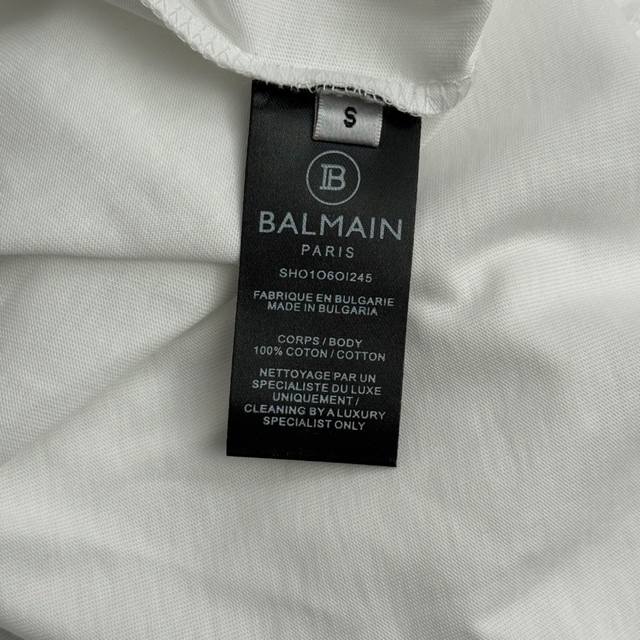 S
B
BALMAIN
PARIS
SH01O60I245
FABRIQUE EN BULGARIE
MADE IN BULGARIA
CORPS / BODY
100% COTON / COTTON
NETTOYAGE PAR UN
SPECIALISTE DU LUXE
UNIQUEMENT /
CLEANING BY A LUXURY
SPECIALIST ONLY